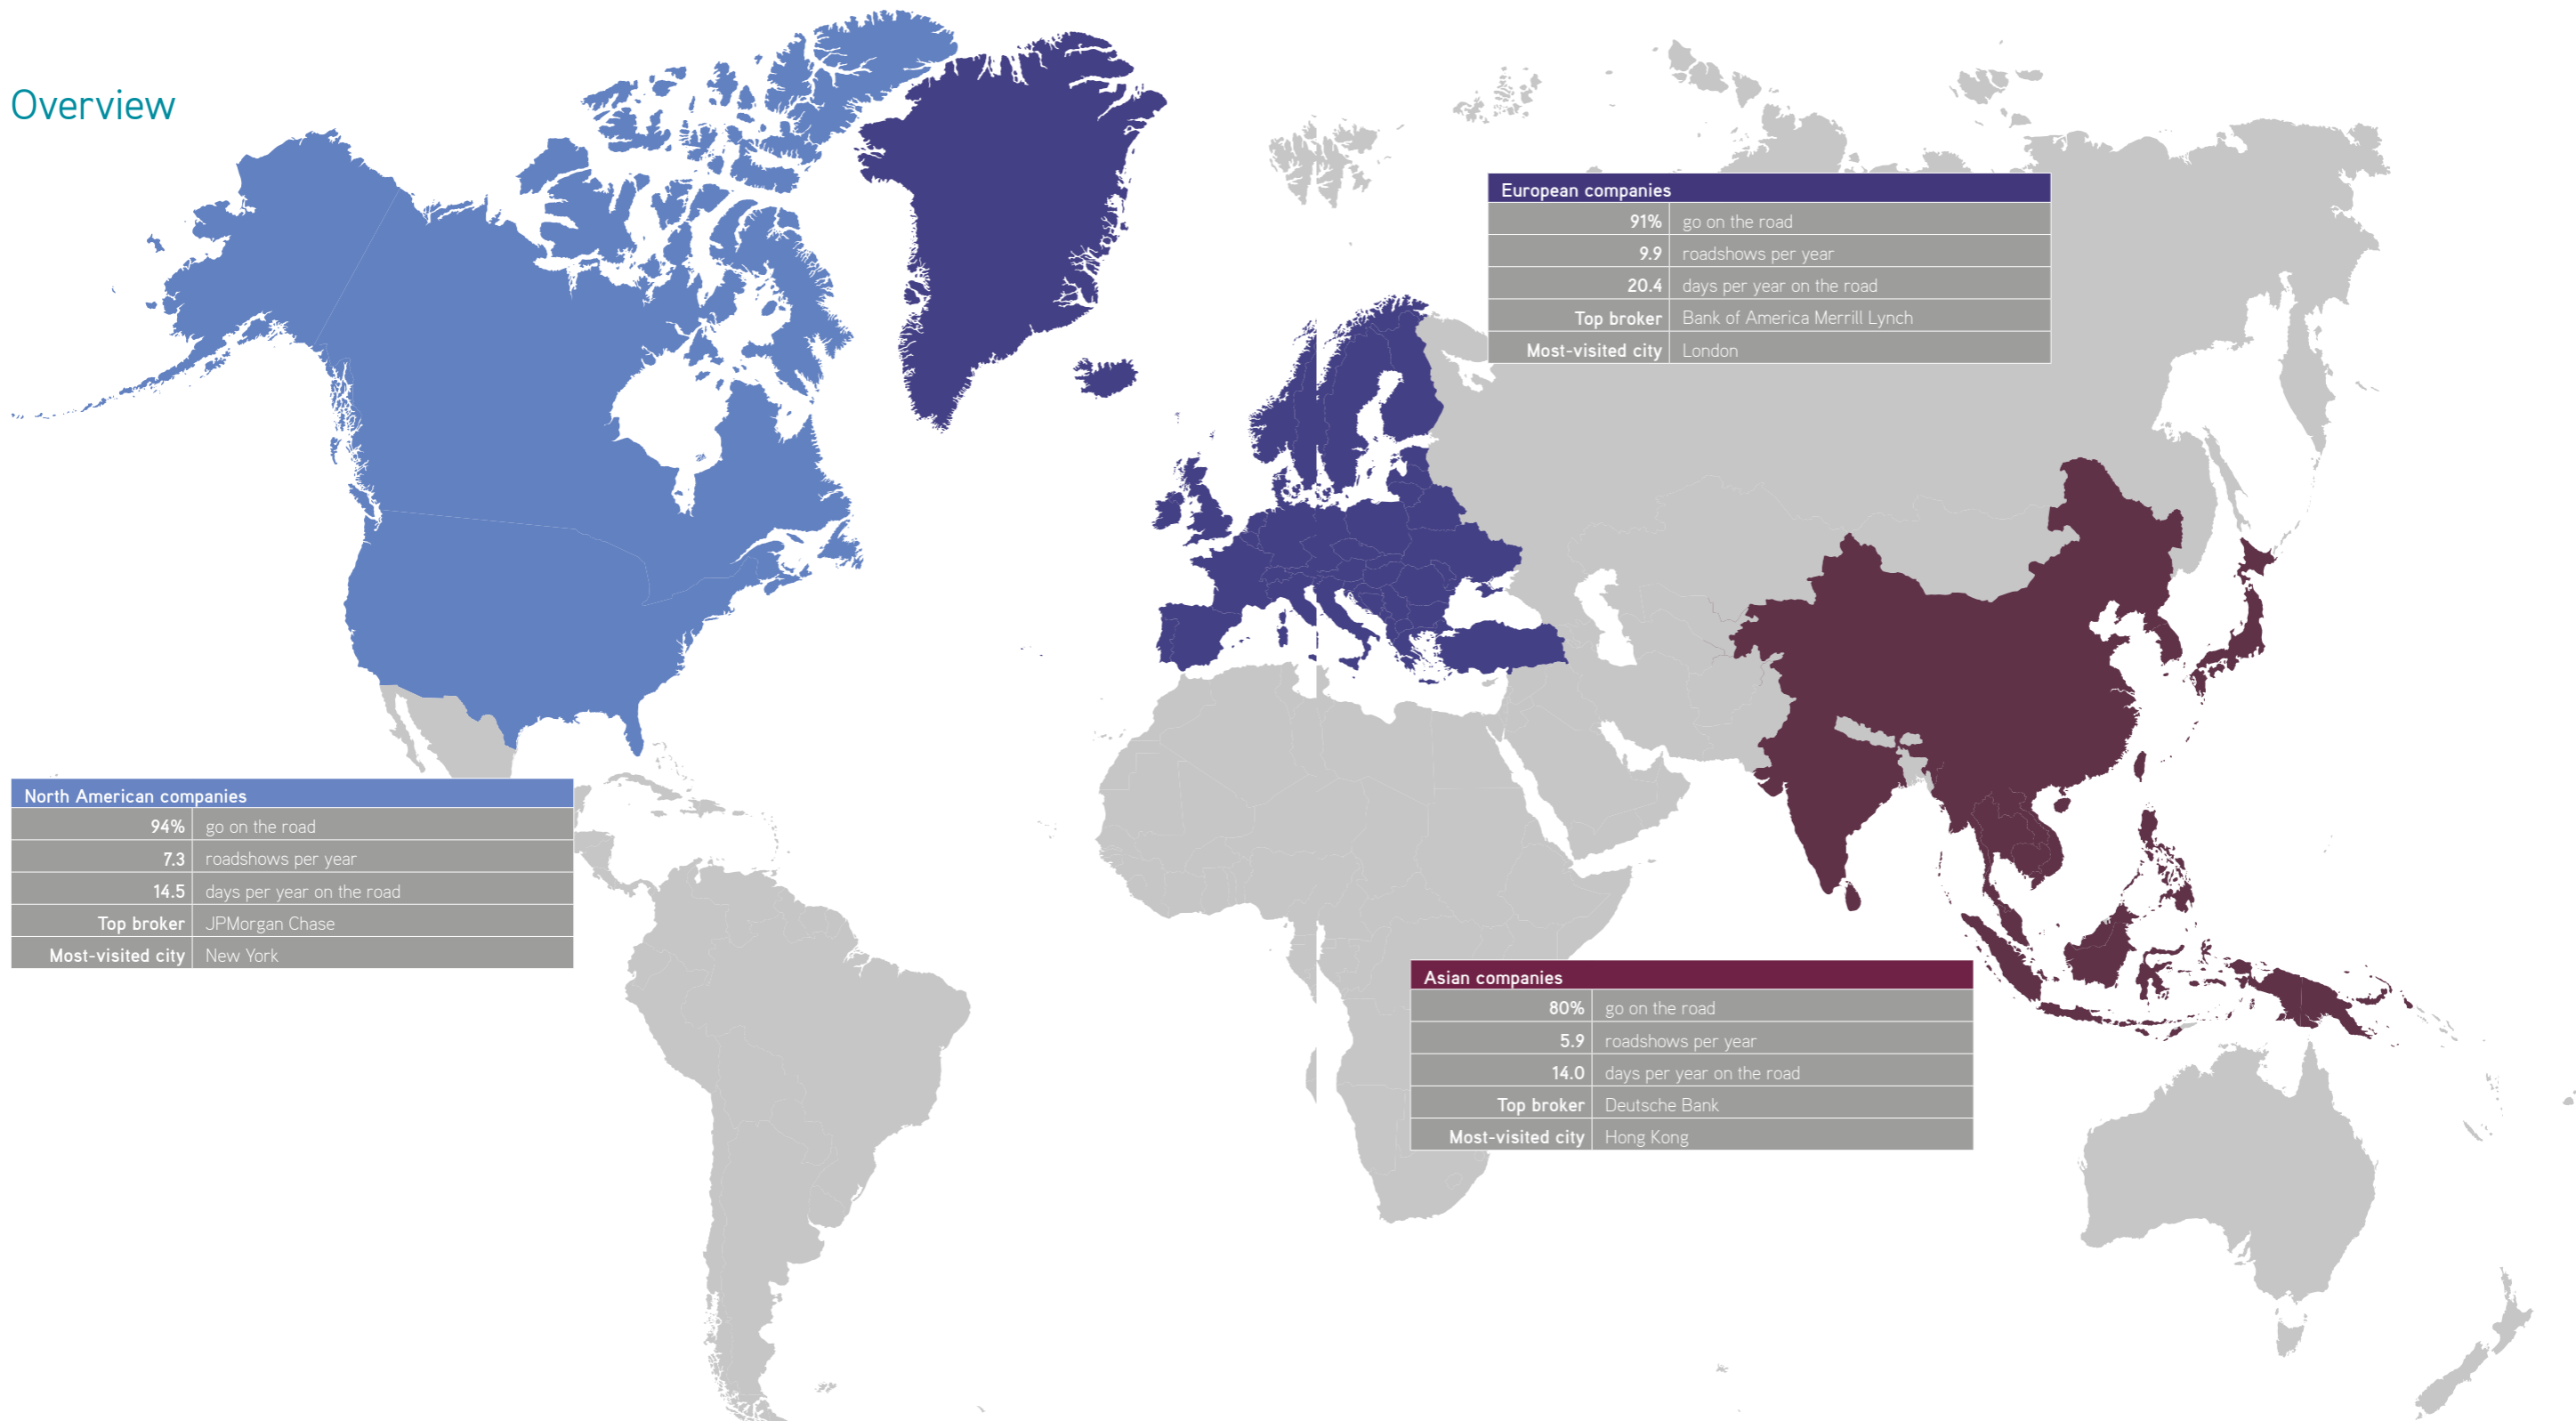 Overview
European companies
91% go on the road
9.9 roadshows per year
20.4 days per year on the road
Top broker Bank of America Merrill Lynch
Most-visited city London
North American companies
94% go on the road
7.3 roadshows per year
14.5 days per year on the road
Top broker JPMorgan Chase
Most-visited city New York
Asian companies
80% go on the road
5.9 roadshows per year
14.0 days per year on the road
Top broker Deutsche Bank
Most-visited city Hong Kong